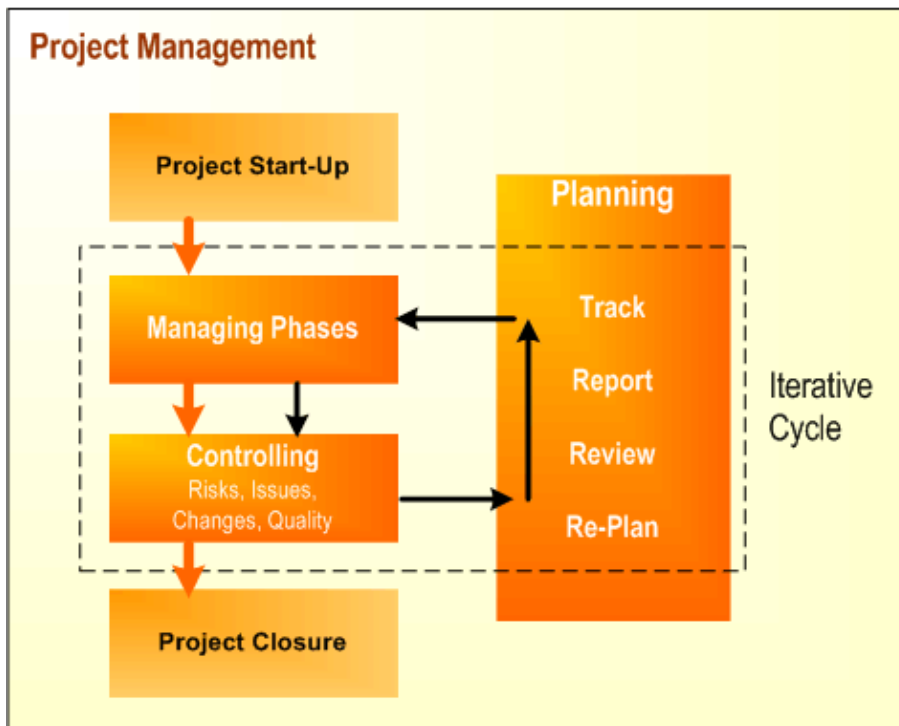 Project Management
Project Start-Up
Planning
Managing Phases
Track
Report
Iterative
Cycle
Controlling
Risks, Issues,
Changes, Quality
Review
Re-Plan
Project Closure